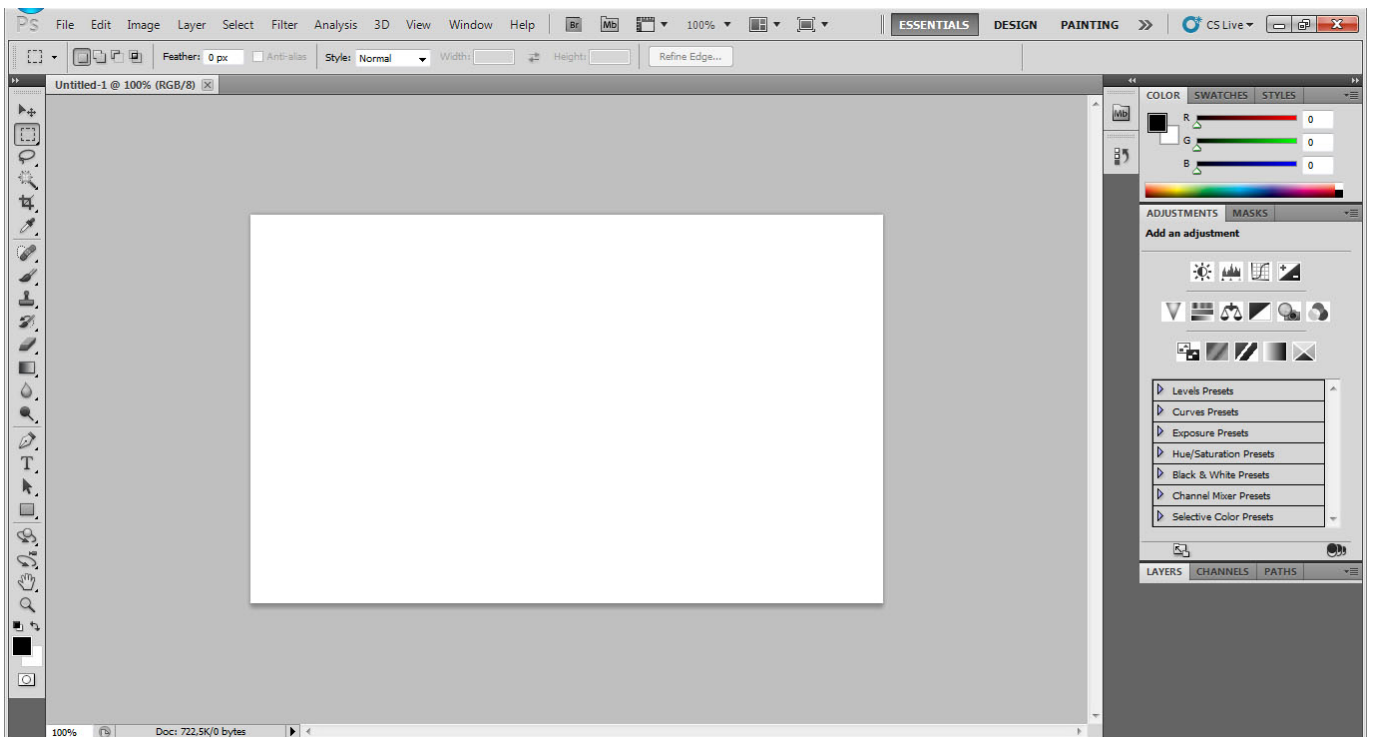 Ps File Edit Image Layer Select Filter Analysis 3D View Window Help Br Mb 100% ESSENTIALS DESIGN PAINTING CS Live
Feather: 0 px Anti-alias Style: Normal Width: Height: Refine Edge...
Untitled-1 @ 100% (RGB/8)
Mb
COLOR SWATCHES STYLES
R 0
G 0
B 0
ADJUSTMENTS MASKS
Add an adjustment
Levels Presets
Curves Presets
Exposure Presets
Hue/Saturation Presets
Black & White Presets
Channel Mixer Presets
Selective Color Presets
LAYERS CHANNELS PATHS
T
100% Doc: 722,5K/0 bytes